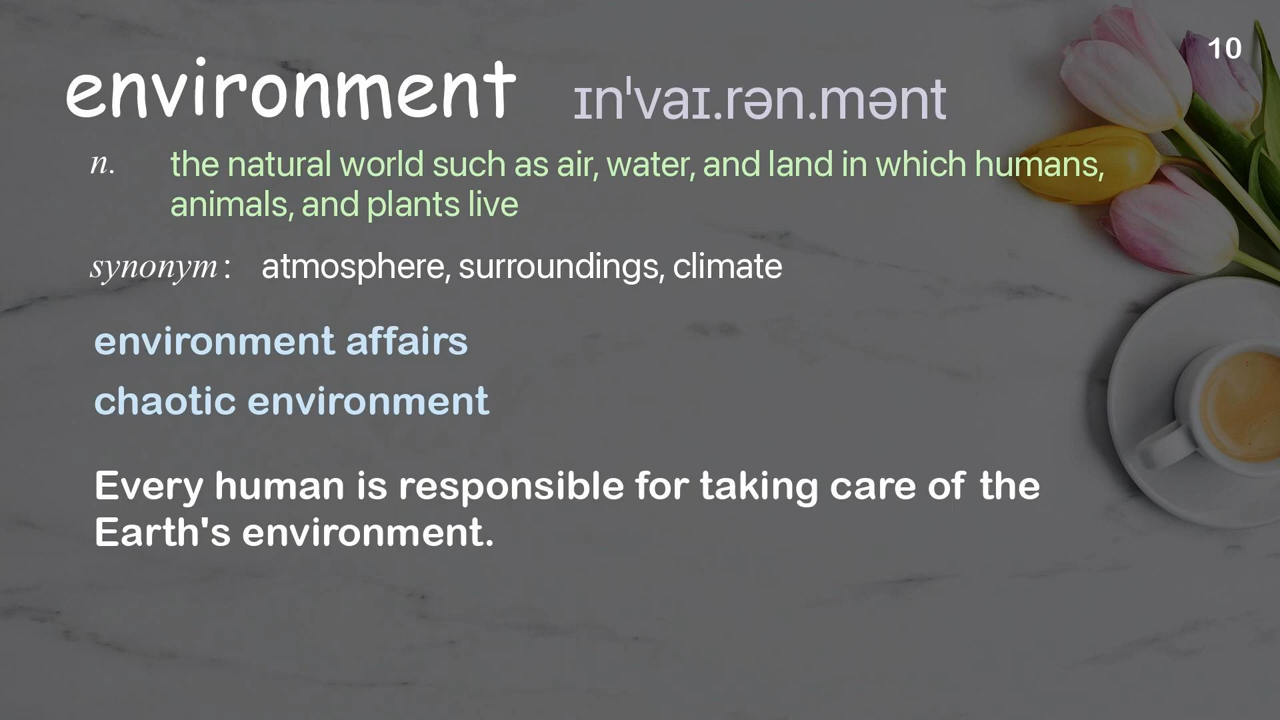 10
environment ɪnˈvaɪ.rən.mənt
n. the natural world such as air, water, and land in which humans,
animals, and plants live
synonym: atmosphere, surroundings, climate
environment affairs
chaotic environment
Every human is responsible for taking care of the
Earth's environment.